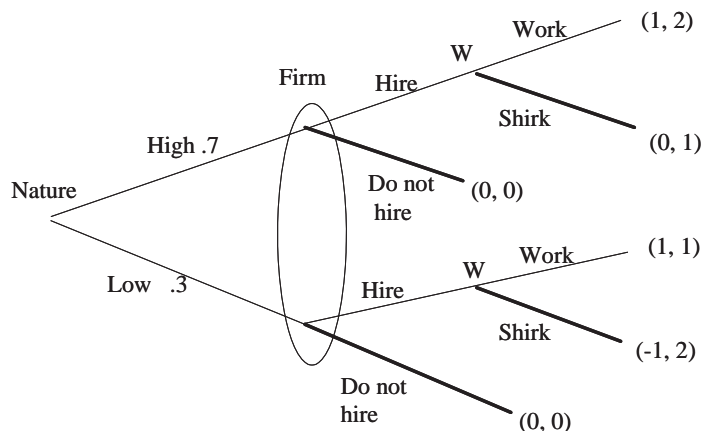 Work
(1, 2)
W
Firm
Hire
Shirk
High .7
(0, 1)
Do not
hire
(0, 0)
Nature
Work
(1, 1)
W
Low .3
Hire
Shirk
(-1, 2)
Do not
hire
(0, 0)